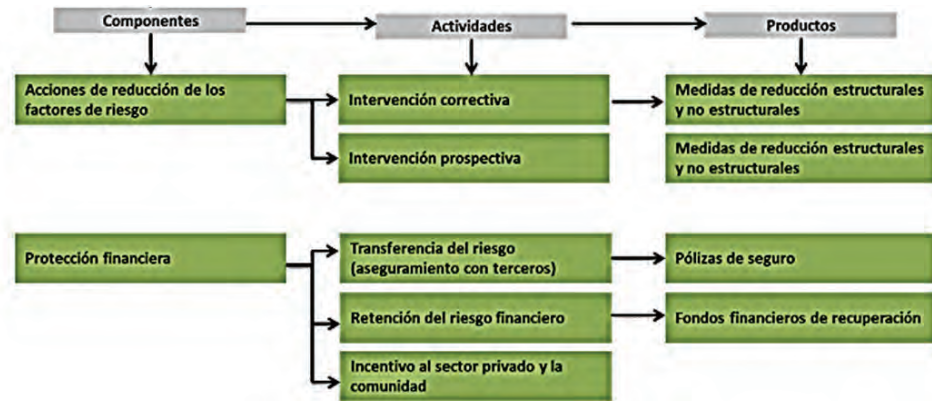 Componentes
Actividades
Productos
Acciones de reducción de los
factores de riesgo
Intervención correctiva
Medidas de reducción estructurales
y no estructurales
Intervención prospectiva
Medidas de reducción estructurales
y no estructurales
Protección financiera
Transferencia del riesgo
(aseguramiento con terceros)
Pólizas de seguro
Retención del riesgo financiero
Fondos financieros de recuperación
Incentivo al sector privado y la
comunidad